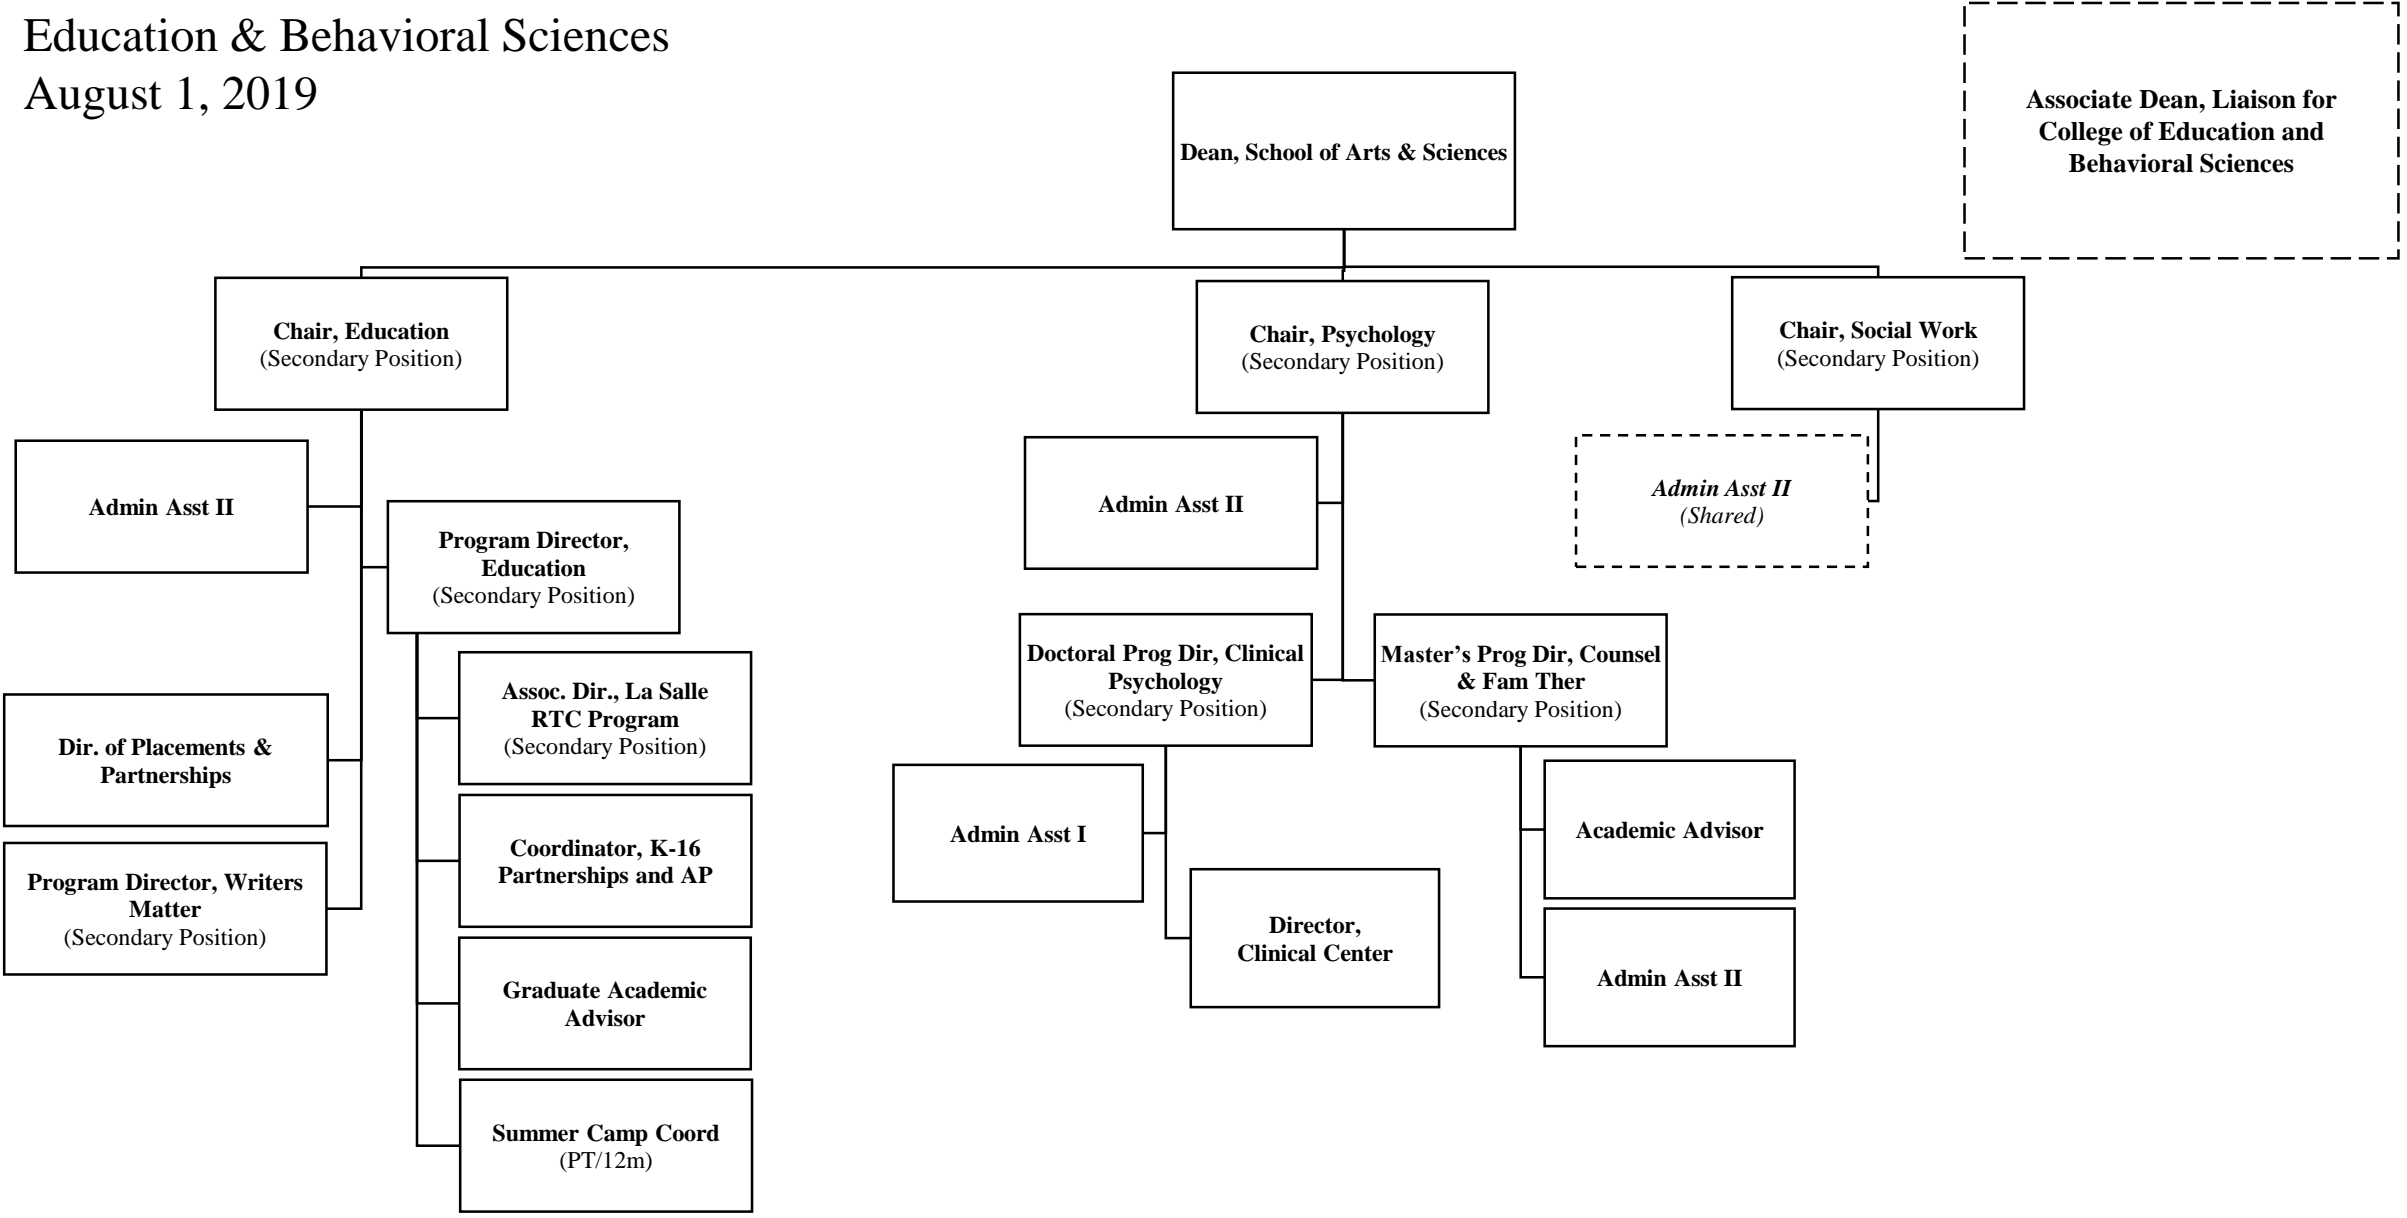 Education & Behavioral Sciences
August 1, 2019
Associate Dean, Liaison for
College of Education and
Behavioral Sciences
Dean, School of Arts & Sciences
Chair, Education
(Secondary Position)
Chair, Psychology
(Secondary Position)
Chair, Social Work
(Secondary Position)
Admin Asst II
Program Director,
Education
(Secondary Position)
Dir. of Placements &
Partnerships
Program Director, Writers
Matter
(Secondary Position)
Assoc. Dir., La Salle
RTC Program
(Secondary Position)
Coordinator, K-16
Partnerships and AP
Graduate Academic
Advisor
Summer Camp Coord
(PT/12m)
Admin Asst II
Doctoral Prog Dir, Clinical
Psychology
(Secondary Position)
Admin Asst I
Director,
Clinical Center
Master’s Prog Dir, Counsel
& Fam Ther
(Secondary Position)
Academic Advisor
Admin Asst II
Admin Asst II
(Shared)